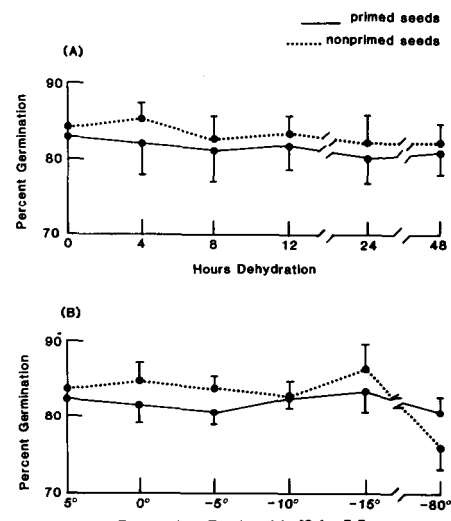 primed seeds
nonprimed seeds
(A)
90
80
70
Percent Germination
0 4 8 12 24 48
Hours Dehydration
(B)
90
80
70
Percent Germination
5° 0° -5° -10° -15° -80°